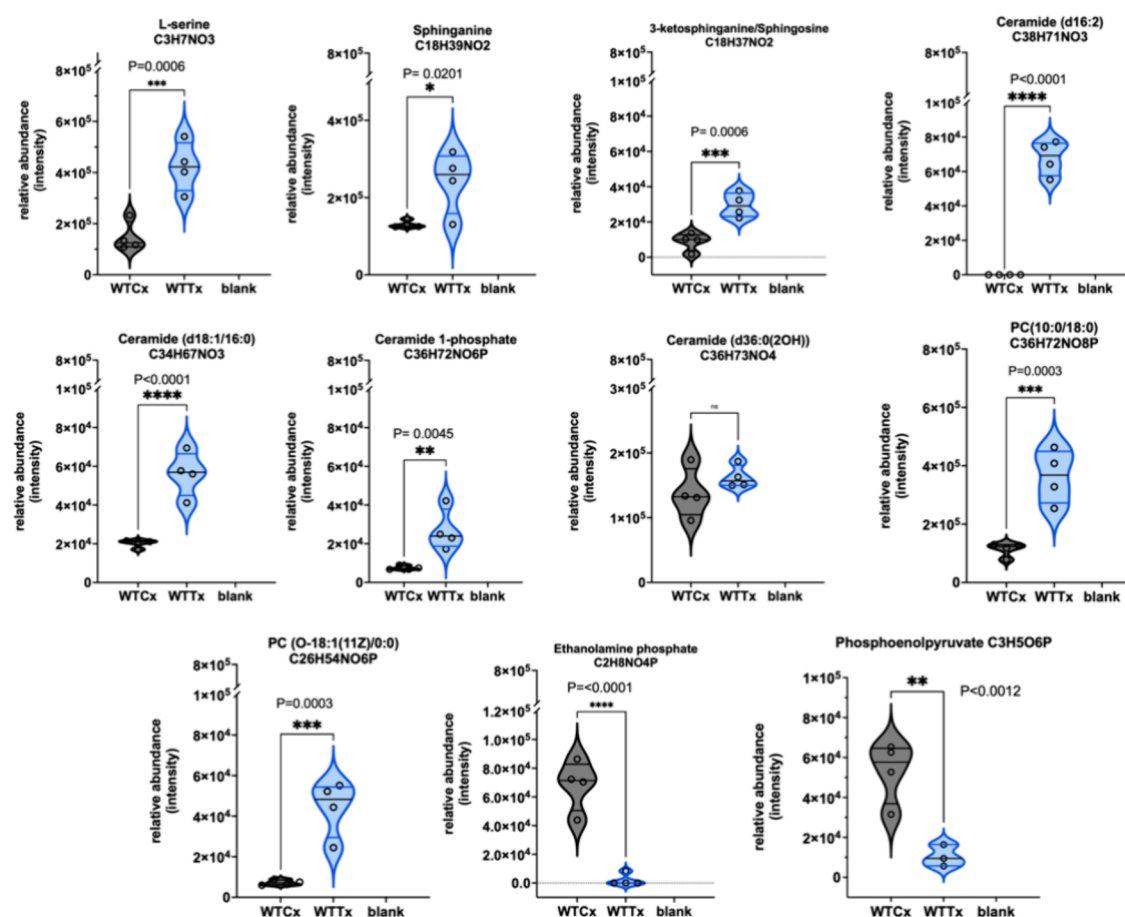 L-serine
C3H7NO3
8×10⁵
P=0.0006
***
6×10⁵
4×10⁵
2×10⁵
0
relative abundance
(intensity)
WTCx WTTx blank
Sphinganine
C18H39NO2
8×10⁵
P= 0.0201
*
4×10⁵
2×10⁵
0
relative abundance
(intensity)
WTCx WTTx blank
3-ketosphinganine/Sphingosine
C18H37NO2
8×10⁵
1×10⁵
8×10⁴
P= 0.0006
***
6×10⁴
4×10⁴
2×10⁴
0
relative abundance
(intensity)
WTCx WTTx blank
Ceramide (d16:2)
C38H71NO3
8×10⁵
P<0.0001
****
1×10⁵
8×10⁴
6×10⁴
4×10⁴
2×10⁴
0
relative abundance
(intensity)
WTCx WTTx blank
Ceramide (d18:1/16:0)
C34H67NO3
8×10⁵
P<0.0001
1×10⁵
****
8×10⁴
6×10⁴
4×10⁴
2×10⁴
0
relative abundance
(intensity)
WTCx WTTx blank
Ceramide 1-phosphate
C36H72NO6P
8×10⁵
1×10⁵
8×10⁴
P= 0.0045
**
6×10⁴
4×10⁴
2×10⁴
0
relative abundance
(intensity)
WTCx WTTx blank
Ceramide (d36:0(2OH))
C36H73NO4
8×10⁵
3×10⁵
ns
2×10⁵
1×10⁵
0
relative abundance
(intensity)
WTCx WTTx blank
PC(10:0/18:0)
C36H72NO8P
8×10⁵
P=0.0003
***
6×10⁵
4×10⁵
2×10⁵
0
relative abundance
(intensity)
WTCx WTTx blank
PC (O-18:1(11Z)/0:0)
C26H54NO6P
8×10⁵
1×10⁵
P=0.0003
***
8×10⁴
6×10⁴
4×10⁴
2×10⁴
0
relative abundance
(intensity)
WTCx WTTx blank
Ethanolamine phosphate
C2H8NO4P
8×10⁵
P=<0.0001
****
1.2×10⁵
1.0×10⁵
8.0×10⁴
6.0×10⁴
4.0×10⁴
2.0×10⁴
0.0
relative abundance
(intensity)
WTCx WTTx blank
Phosphoenolpyruvate C3H5O6P
1×10⁵
**
P<0.0012
8×10⁴
6×10⁴
4×10⁴
2×10⁴
0
relative abundance
(intensity)
WTCx WTTx blank